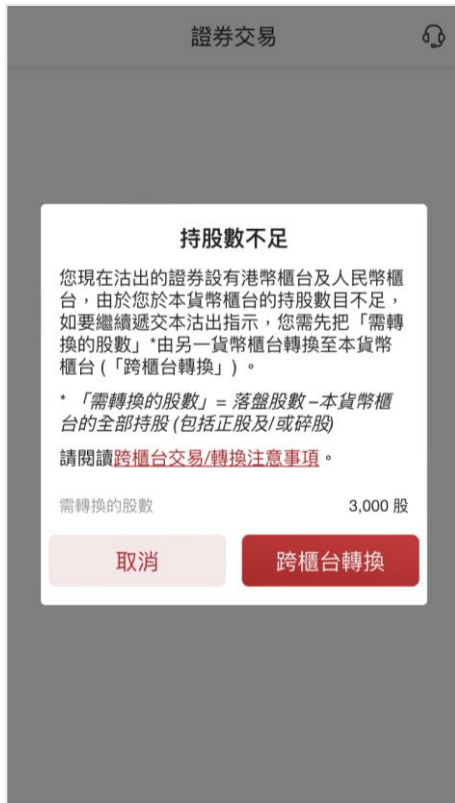 證券交易
持股數不足
您現在沽出的證券設有港幣櫃台及人民幣櫃
台，由於您於本貨幣櫃台的持股數目不足，
如要繼續遞交本沽出指示，您需先把「需轉
換的股數」*由另一貨幣櫃台轉換至本貨幣
櫃台 (「跨櫃台轉換」) 。
* 「需轉換的股數」= 落盤股數 –本貨幣櫃
台的全部持股 (包括正股及/或碎股)
請閱讀跨櫃台交易/轉換注意事項。
需轉換的股數 3,000 股
取消 跨櫃台轉換